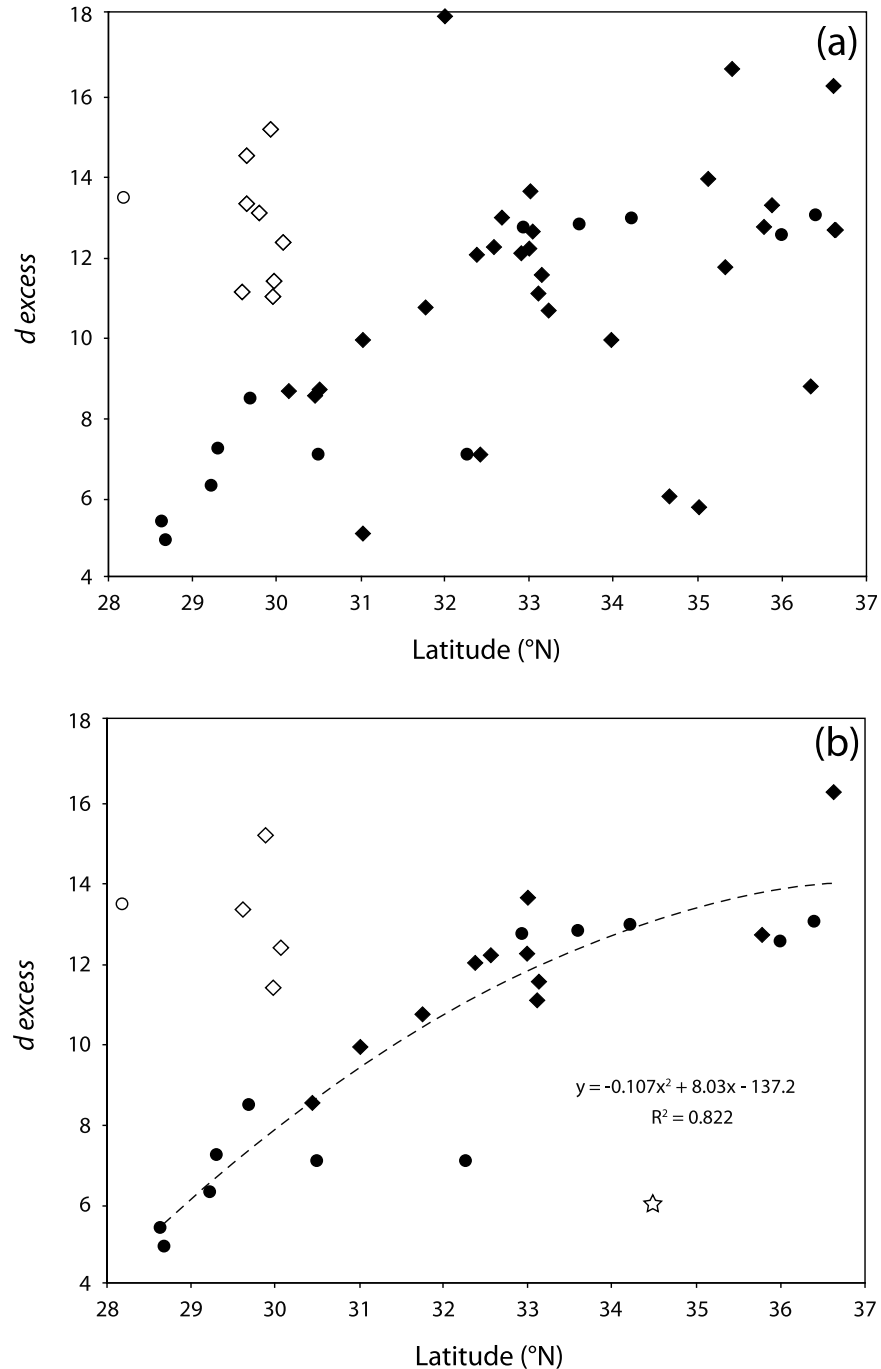 (a)
18
16
14
12
10
8
6
4
d excess
28 29 30 31 32 33 34 35 36 37
Latitude (°N)
(b)
18
16
14
12
10
8
6
4
d excess
y = -0.107x² + 8.03x - 137.2
R² = 0.822
28 29 30 31 32 33 34 35 36 37
Latitude (°N)